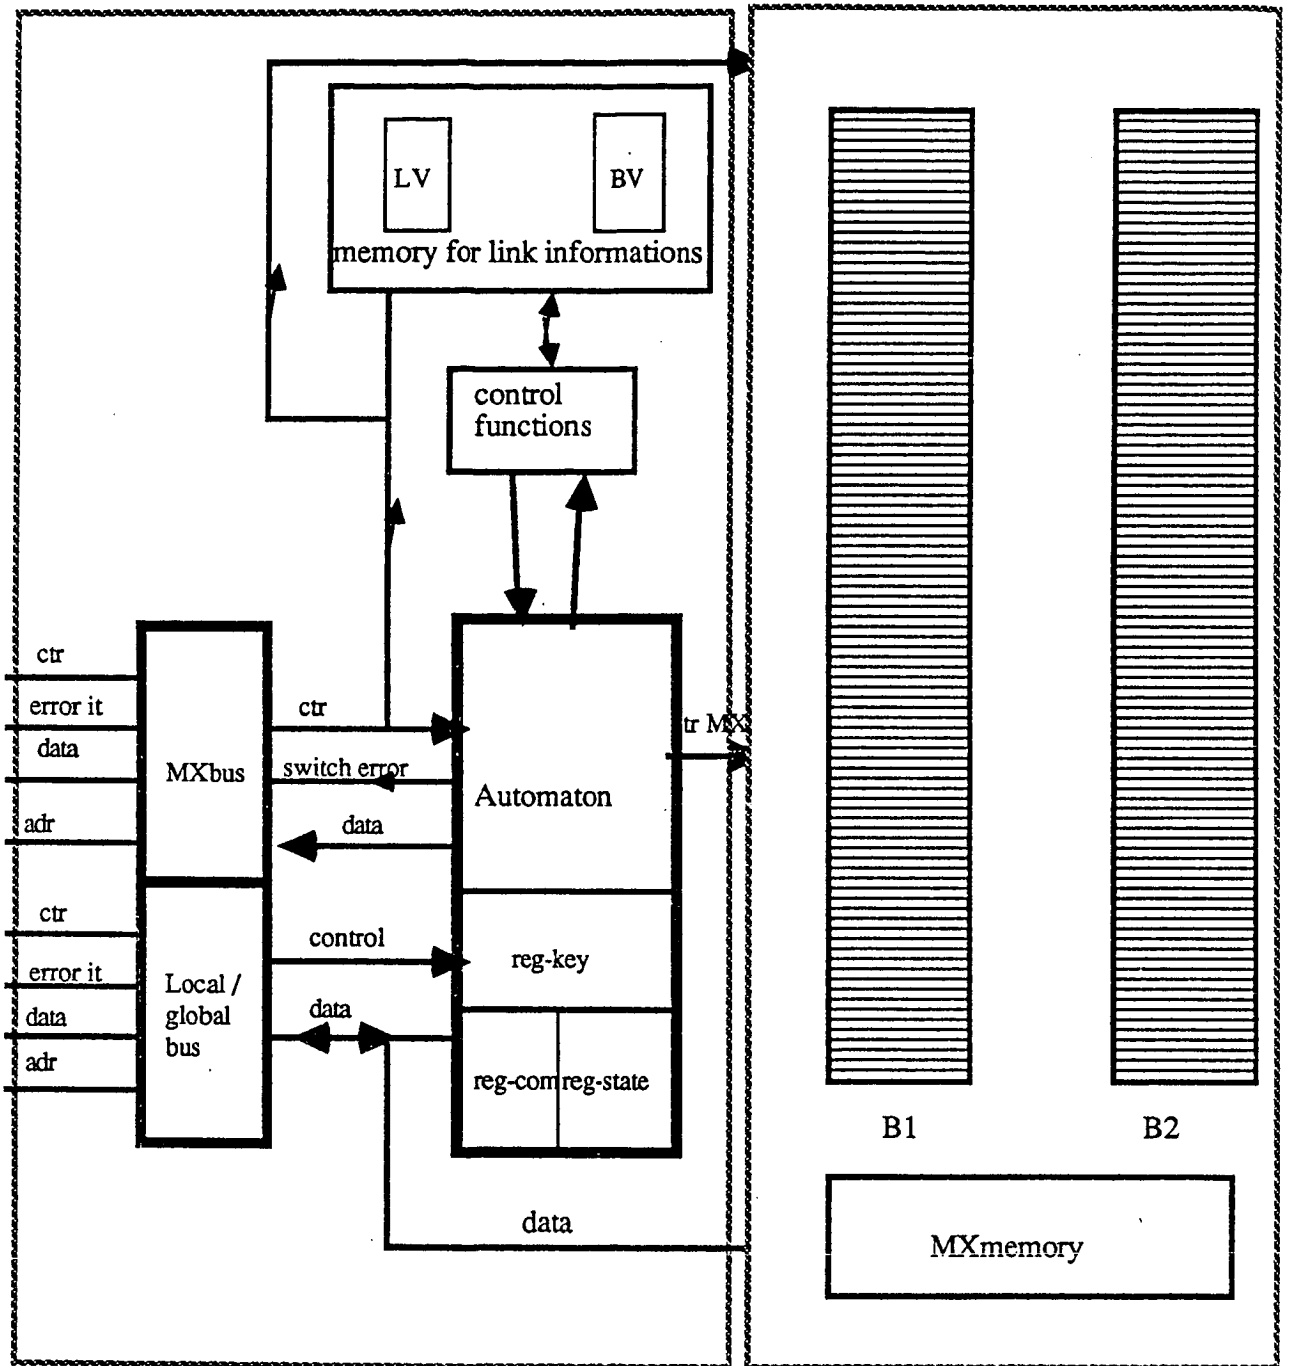 LV
BV
memory for link informations
control
functions
ctr
error it
data
adr
MXbus
ctr
switch error
data
tr MX
Automaton
ctr
error it
data
adr
Local /
global
bus
control
data
reg-key
reg-com
reg-state
data
B1
B2
MXmemory